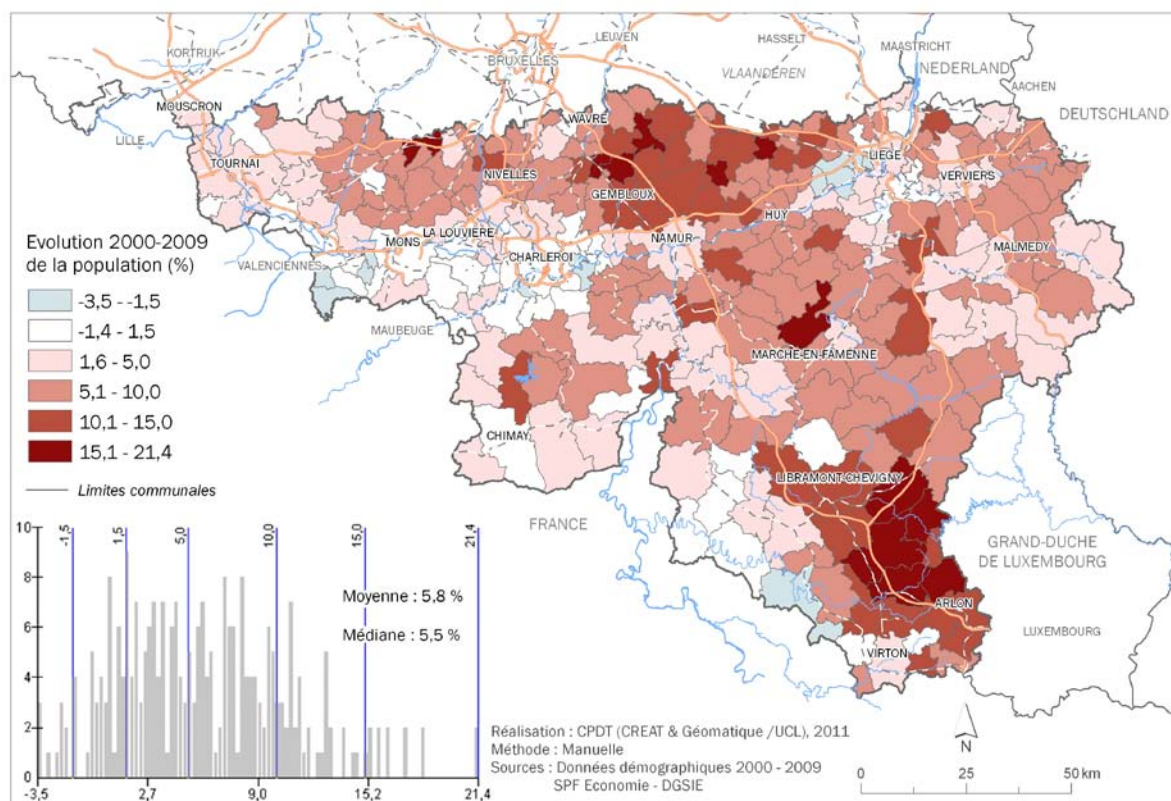 KORTRIJK
LEUVEN
HASSELT
MAASTRICHT
BRUXELLES
VLAANDEREN
NEDERLAND
AACHEN
MOUSCRON
WAVRE
DEUTSCHLAND
LILLE
TOURNAI
LIEGE
NIVELLES
VERVIERS
GEMBLOUX
HUY
LA LOUVIERE
NAMUR
MONS
MALMEDY
CHARLEROI
VALENCIENNES
MAUBEUGE
MARCHE-EN-FAMENNE
CHIMAY
LIBRAMONT-CHEVIGNY
FRANCE
GRAND-DUCHE
DE LUXEMBOURG
ARLON
LUXEMBOURG
VIRTON
Evolution 2000-2009
de la population (%)
-3,5 - -1,5
-1,4 - 1,5
1,6 - 5,0
5,1 - 10,0
10,1 - 15,0
15,1 - 21,4
Limites communales
10
8
6
4
2
0
-1,5
1,5
5,0
10,0
15,0
21,4
Moyenne : 5,8 %
Médiane : 5,5 %
-3,5
2,7
9,0
15,2
21,4
Réalisation : CPDT (CREAT & Géomatique /UCL), 2011
Méthode : Manuelle
Sources : Données démographiques 2000 - 2009
SPF Economie - DGSIE
N
0
25
50 km